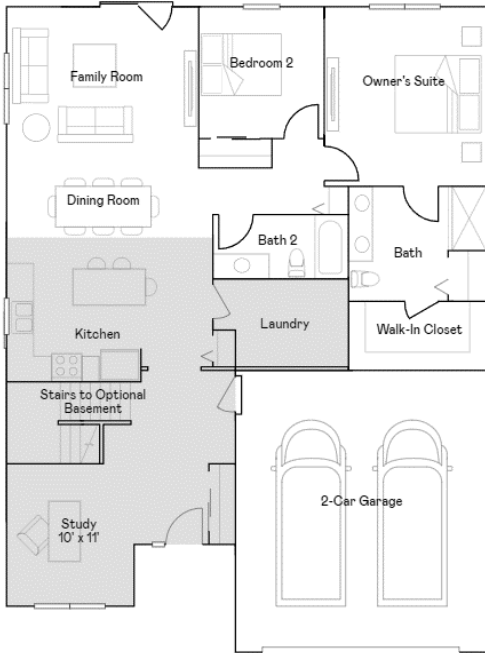 Family Room
Bedroom 2
Owner's Suite
Dining Room
Bath 2
Bath
Kitchen
Laundry
Walk-In Closet
Stairs to Optional
Basement
2-Car Garage
Study
10' x 11'